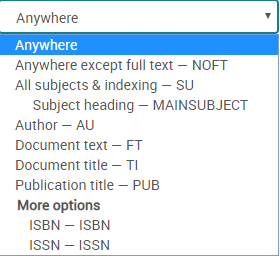 Anywhere
Anywhere
Anywhere except full text — NOFT
All subjects & indexing — SU
Subject heading — MAINSUBJECT
Author — AU
Document text — FT
Document title — TI
Publication title — PUB
More options
ISBN — ISBN
ISSN — ISSN